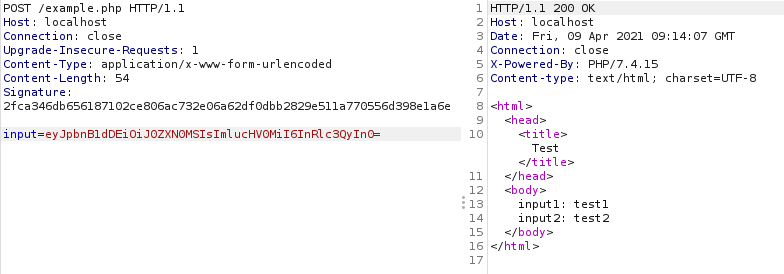 POST /example.php HTTP/1.1
Host: localhost
Connection: close
Upgrade-Insecure-Requests: 1
Content-Type: application/x-www-form-urlencoded
Content-Length: 54
Signature:
2fca346db656187102ce806ac732e06a62df0dbb2829e511a770556d398e1a6e
input=eyJpbnB1dDEiOiJ0ZXN0MSIsImlucHV0MiI6InRlc3QyIn0=
1 HTTP/1.1 200 OK
2 Host: localhost
3 Date: Fri, 09 Apr 2021 09:14:07 GMT
4 Connection: close
5 X-Powered-By: PHP/7.4.15
6 Content-type: text/html; charset=UTF-8
7
8 <html>
9 <head>
10 <title>
Test
</title>
11 </head>
12 <body>
13 input1: test1
14 input2: test2
15 </body>
16 </html>
17